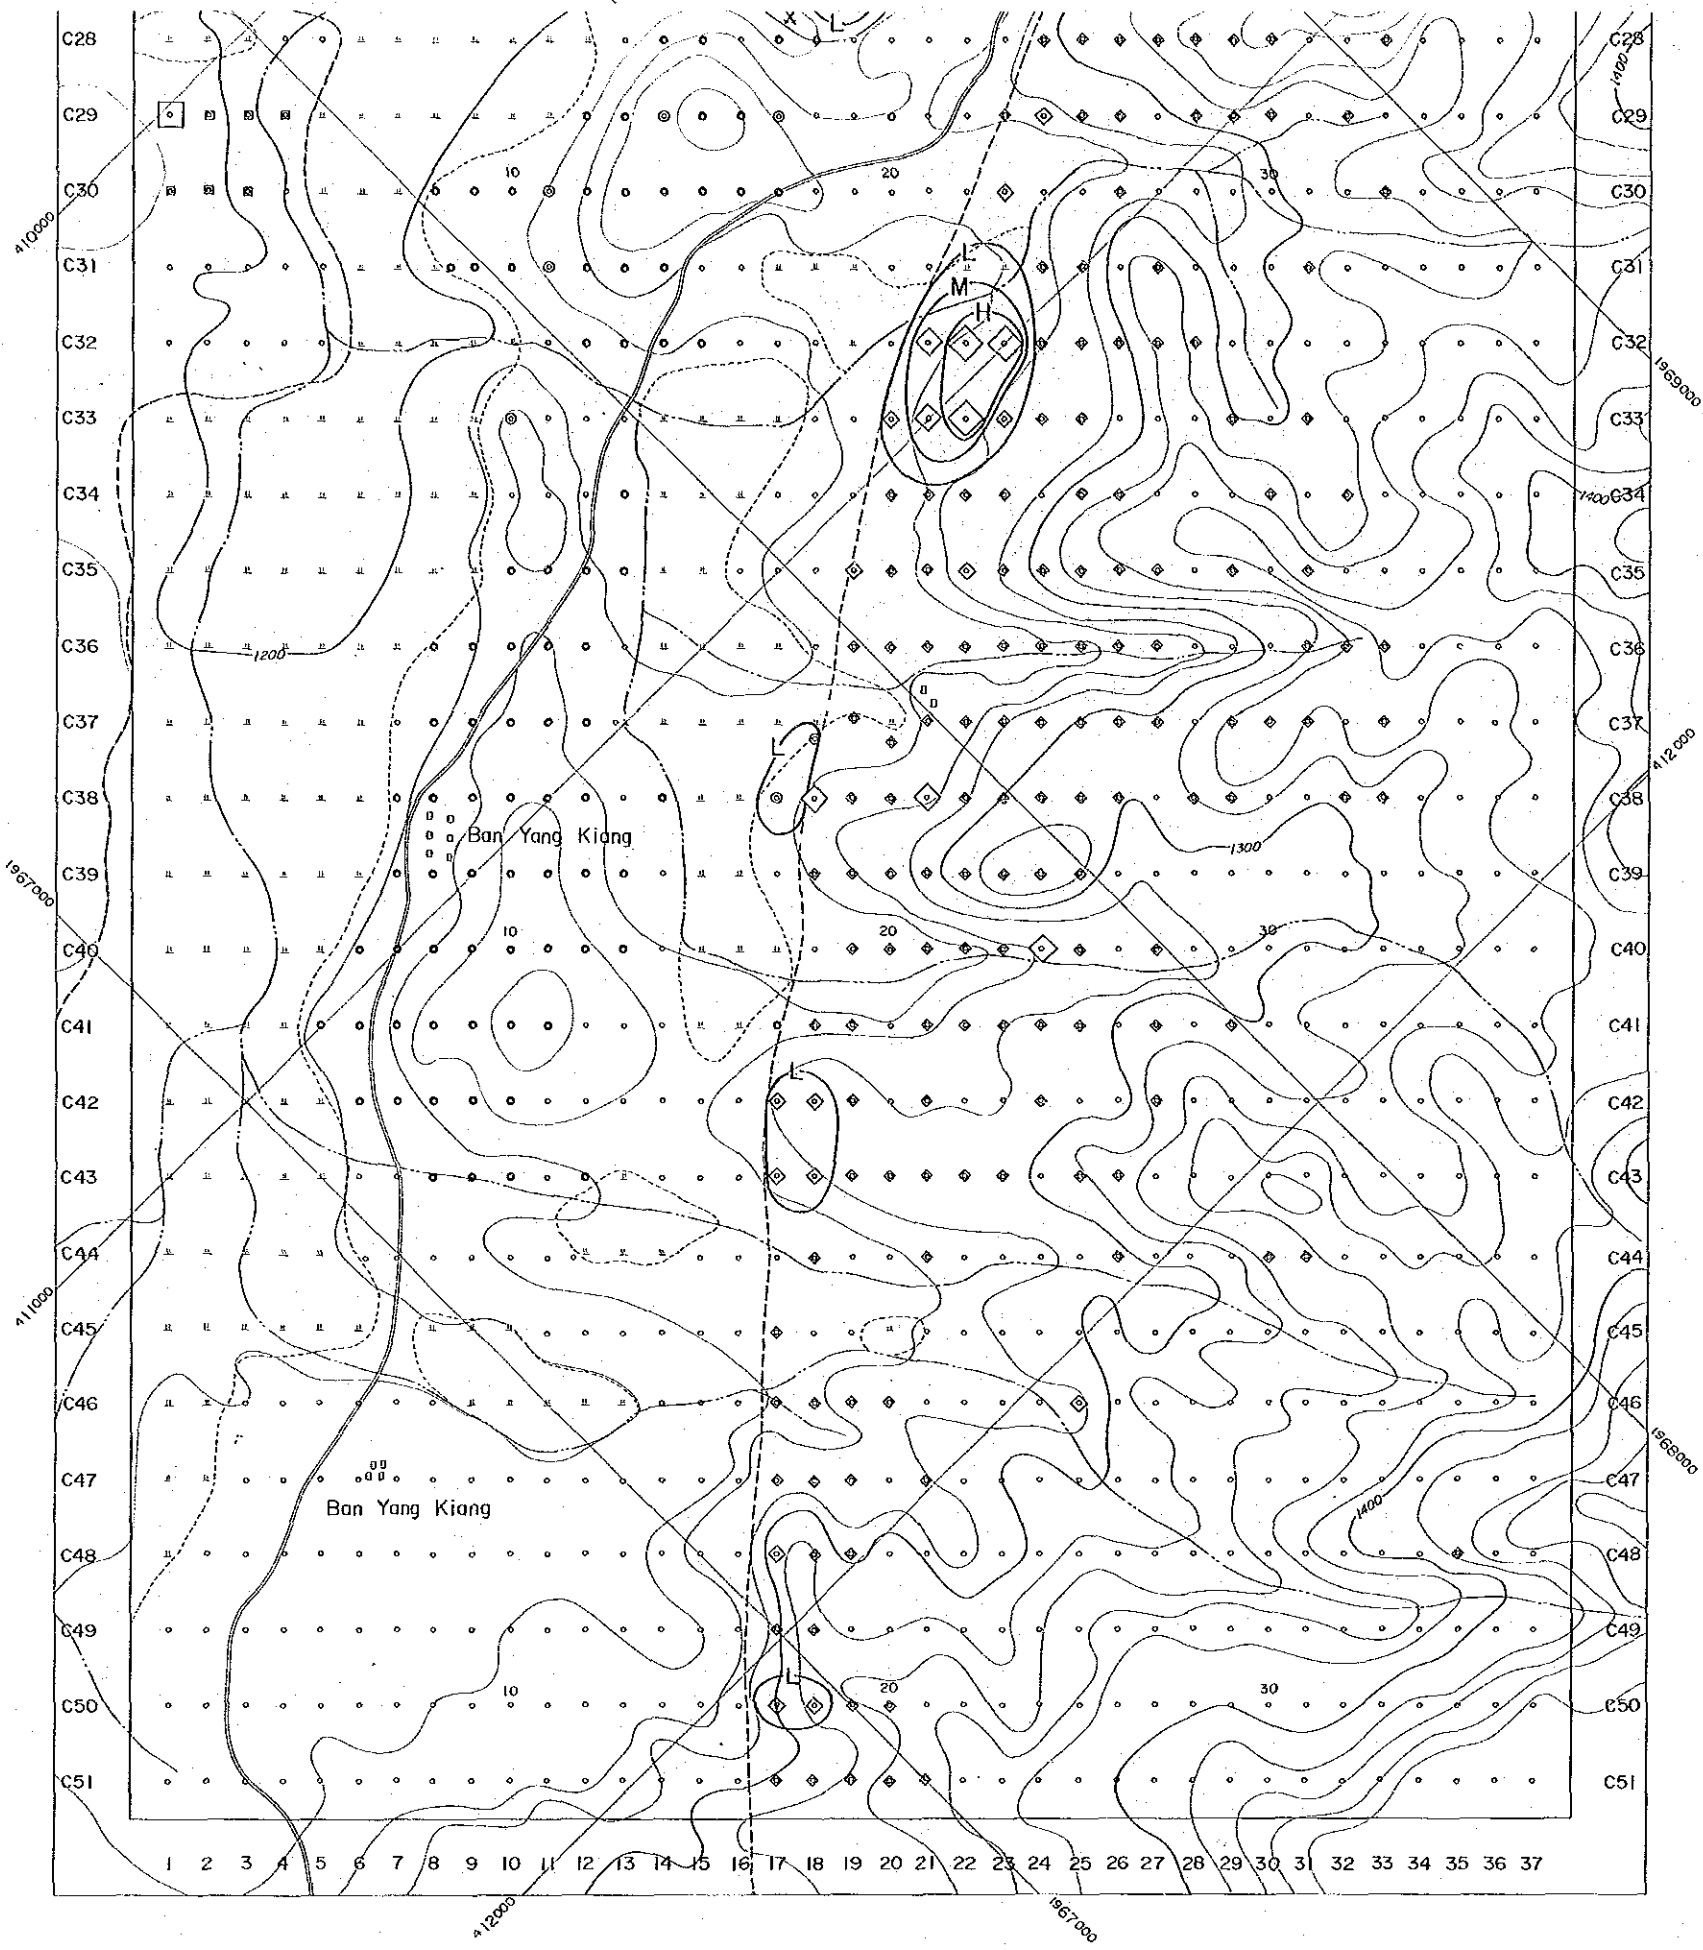 X L
C28 C28
1400
C29 C29
10 20 30
C30 C30
410000
L
C31 C31
M
H
C32 C32
1969000
C33 C33
C34 1400 C34
C35 C35
C36 1200 C36
C37 C37
L
412000
C38 C38
Ban Yang Kiang
1300
1967000
C39 C39
10 20 30
C40 C40
C41 C41
L
C42 C42
C43 C43
C44 C44
411000
C45 C45
C46 C46
1968000
C47 C47
Ban Yang Kiang
1400
C48 C48
C49 C49
L
10 20 30
C50 C50
C51 C51
1 2 3 4 5 6 7 8 9 10 11 12 13 14 15 16 17 18 19 20 21 22 23 24 25 26 27 28 29 30 31 32 33 34 35 36 37
412000 1967000